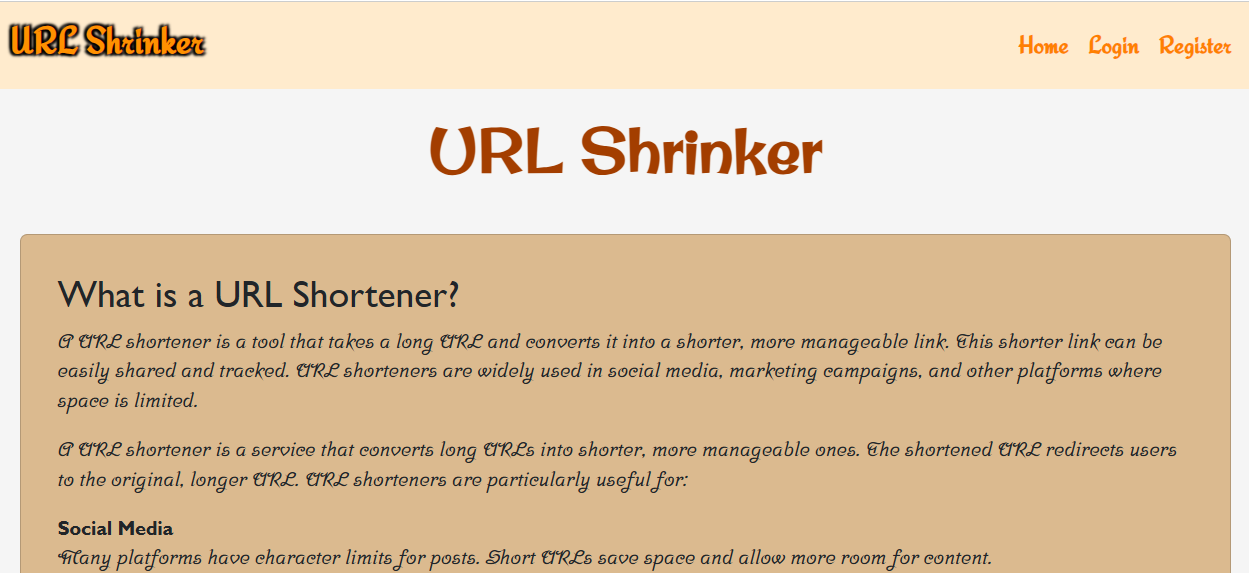 URL Shrinker
Home Login Register
URL Shrinker
What is a URL Shortener?
A URL shortener is a tool that takes a long URL and converts it into a shorter, more manageable link. This shorter link can be
easily shared and tracked. URL shorteners are widely used in social media, marketing campaigns, and other platforms where
space is limited.
A URL shortener is a service that converts long URLs into shorter, more manageable ones. The shortened URL redirects users
to the original, longer URL. URL shorteners are particularly useful for:
Social Media
Many platforms have character limits for posts. Short URLs save space and allow more room for content.